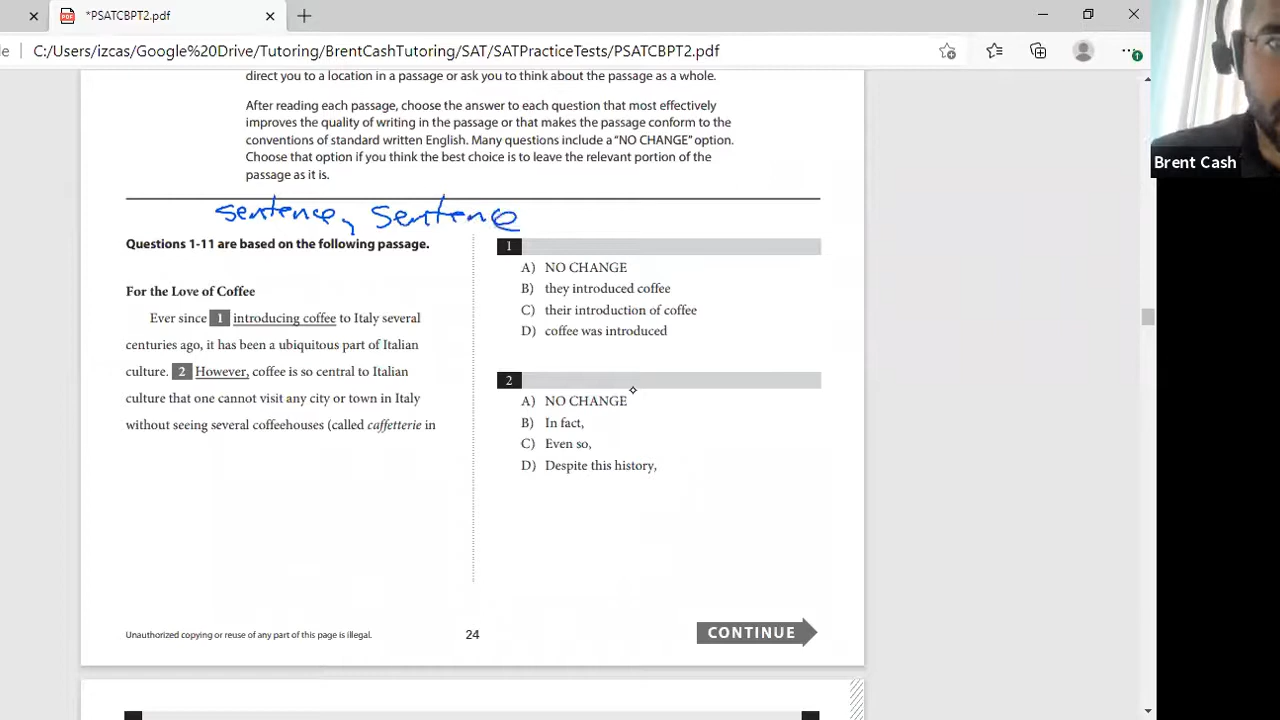 *PSATCBPT2.pdf
C:/Users/izcas/Google%20Drive/Tutoring/BrentCashTutoring/SAT/SATPracticeTests/PSATCBPT2.pdf
direct you to a location in a passage or ask you to think about the passage as a whole.
After reading each passage, choose the answer to each question that most effectively
improves the quality of writing in the passage or that makes the passage conform to the
conventions of standard written English. Many questions include a “NO CHANGE” option.
Choose that option if you think the best choice is to leave the relevant portion of the
passage as it is.
sentence, sentence
Questions 1-11 are based on the following passage.
For the Love of Coffee
Ever since 1 introducing coffee to Italy several
centuries ago, it has been a ubiquitous part of Italian
culture. 2 However, coffee is so central to Italian
culture that one cannot visit any city or town in Italy
without seeing several coffeehouses (called caffetterie in
1
A) NO CHANGE
B) they introduced coffee
C) their introduction of coffee
D) coffee was introduced
2
A) NO CHANGE
B) In fact,
C) Even so,
D) Despite this history,
Unauthorized copying or reuse of any part of this page is illegal.
24
CONTINUE
Brent Cash